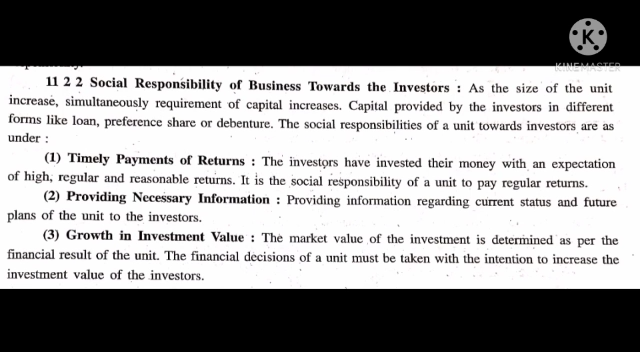 K
KINEMASTER
11 2 2 Social Responsibility of Business Towards the Investors : As the size of the unit
increase, simultaneously requirement of capital increases. Capital provided by the investors in different
forms like loan, preference share or debenture. The social responsibilities of a unit towards investors are as
under :
(1) Timely Payments of Returns : The investors have invested their money with an expectation
of high, regular and reasonable returns. It is the social responsibility of a unit to pay regular returns.
(2) Providing Necessary Information : Providing information regarding current status and future
plans of the unit to the investors.
(3) Growth in Investment Value : The market value of the investment is determined as per the
financial result of the unit. The financial decisions of a unit must be taken with the intention to increase the
investment value of the investors.